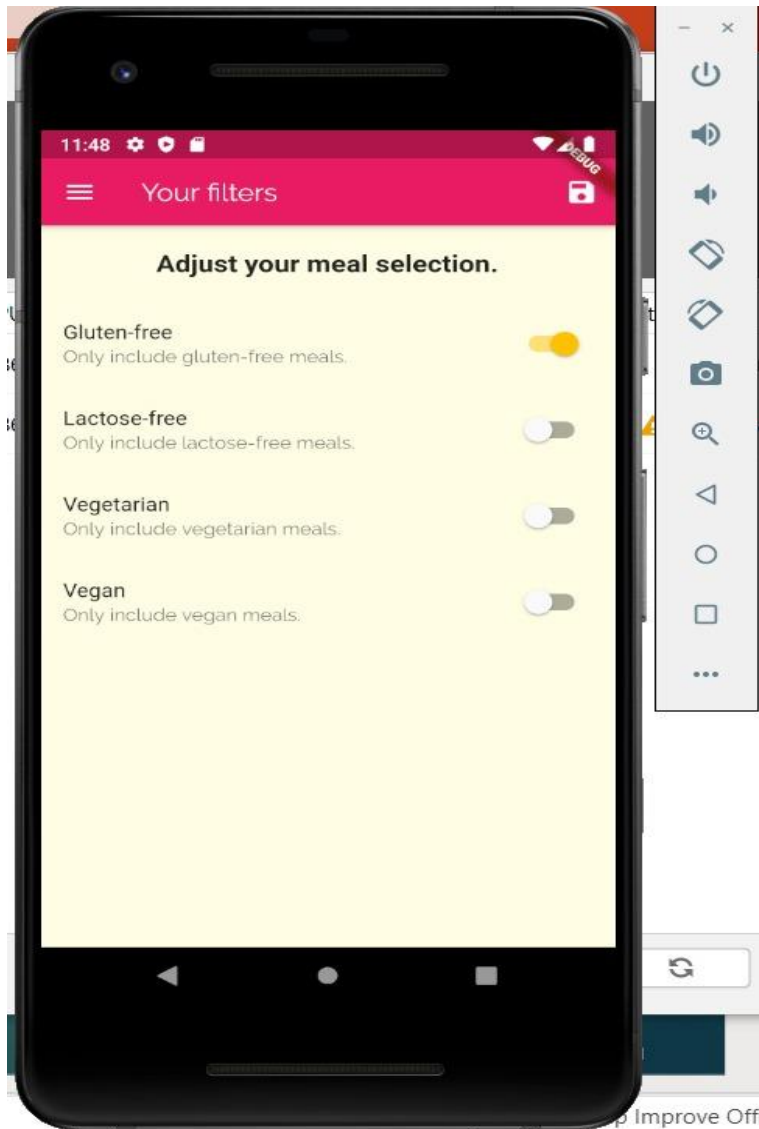 11:48
DEBUG
Your filters
Adjust your meal selection.
Gluten-free
Only include gluten-free meals.
Lactose-free
Only include lactose-free meals.
Vegetarian
Only include vegetarian meals.
Vegan
Only include vegan meals.
Improve Off